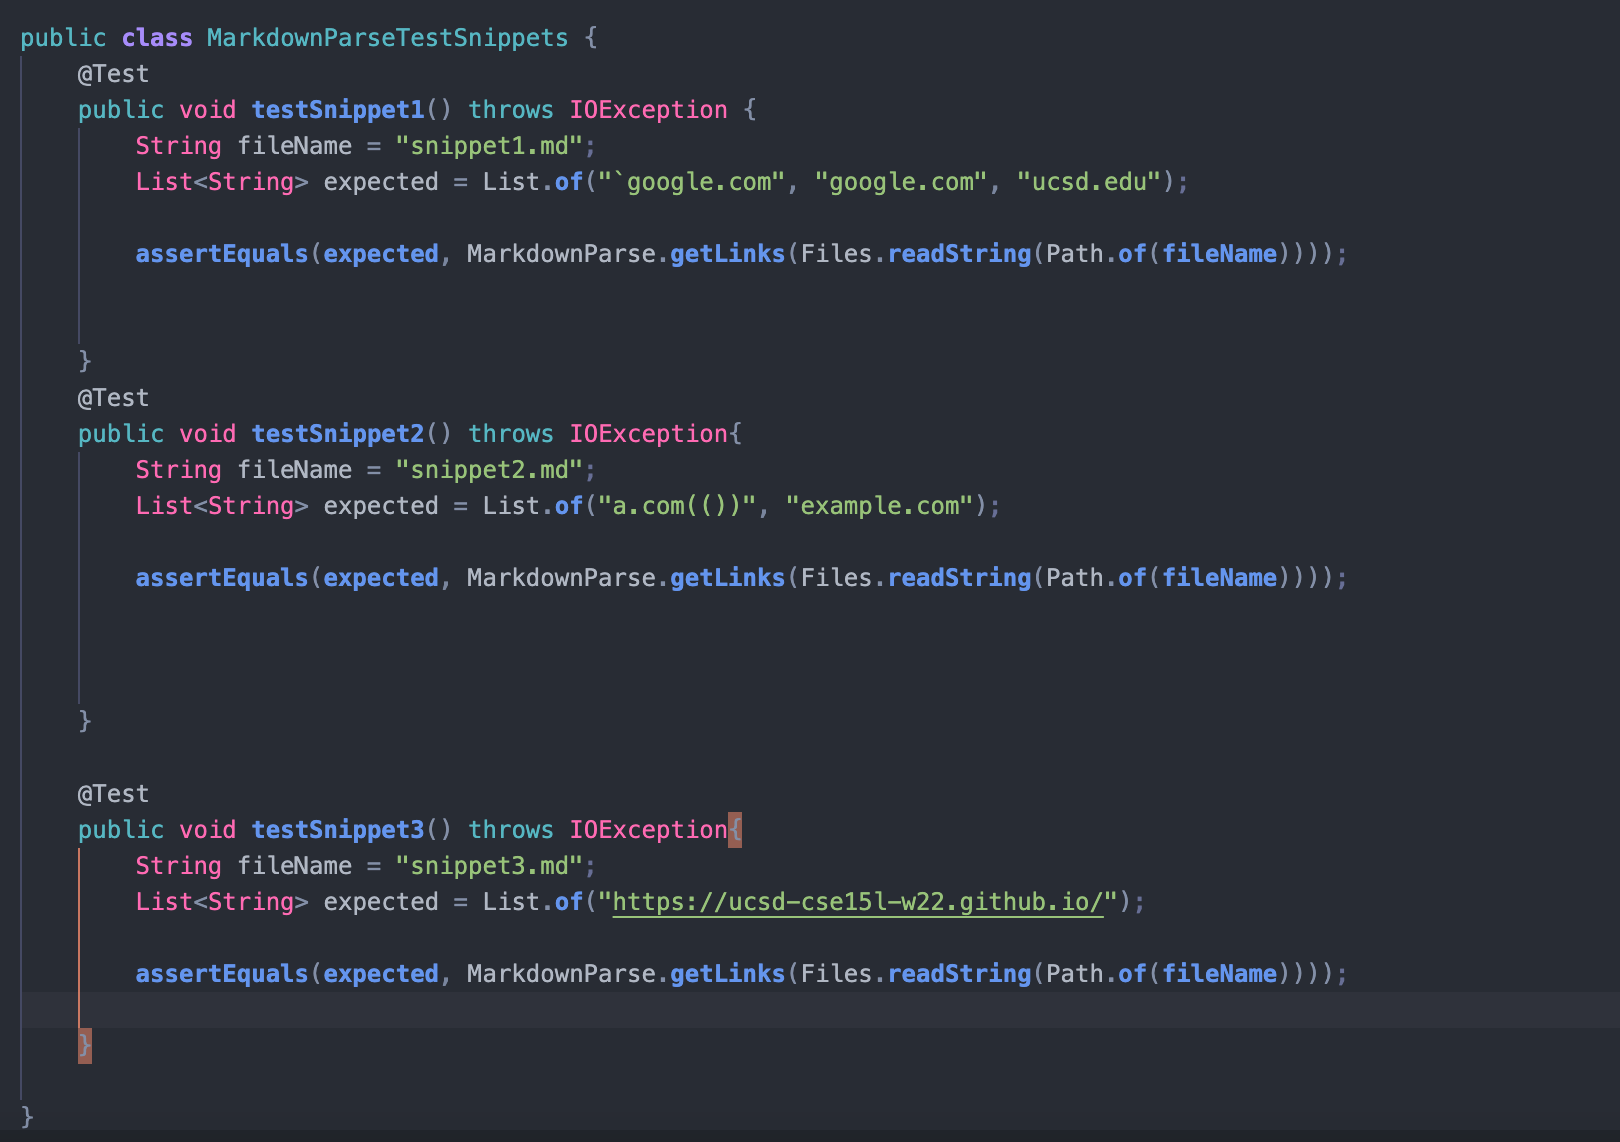 public class MarkdownParseTestSnippets {
    @Test
    public void testSnippet1() throws IOException {
        String fileName = "snippet1.md";
        List<String> expected = List.of("`google.com", "google.com", "ucsd.edu");
        assertEquals(expected, MarkdownParse.getLinks(Files.readString(Path.of(fileName))));
    }
    @Test
    public void testSnippet2() throws IOException{
        String fileName = "snippet2.md";
        List<String> expected = List.of("a.com(())", "example.com");
        assertEquals(expected, MarkdownParse.getLinks(Files.readString(Path.of(fileName))));
    }
    @Test
    public void testSnippet3() throws IOException{
        String fileName = "snippet3.md";
        List<String> expected = List.of("https://ucsd-cse15l-w22.github.io/");
        assertEquals(expected, MarkdownParse.getLinks(Files.readString(Path.of(fileName))));
    }
}